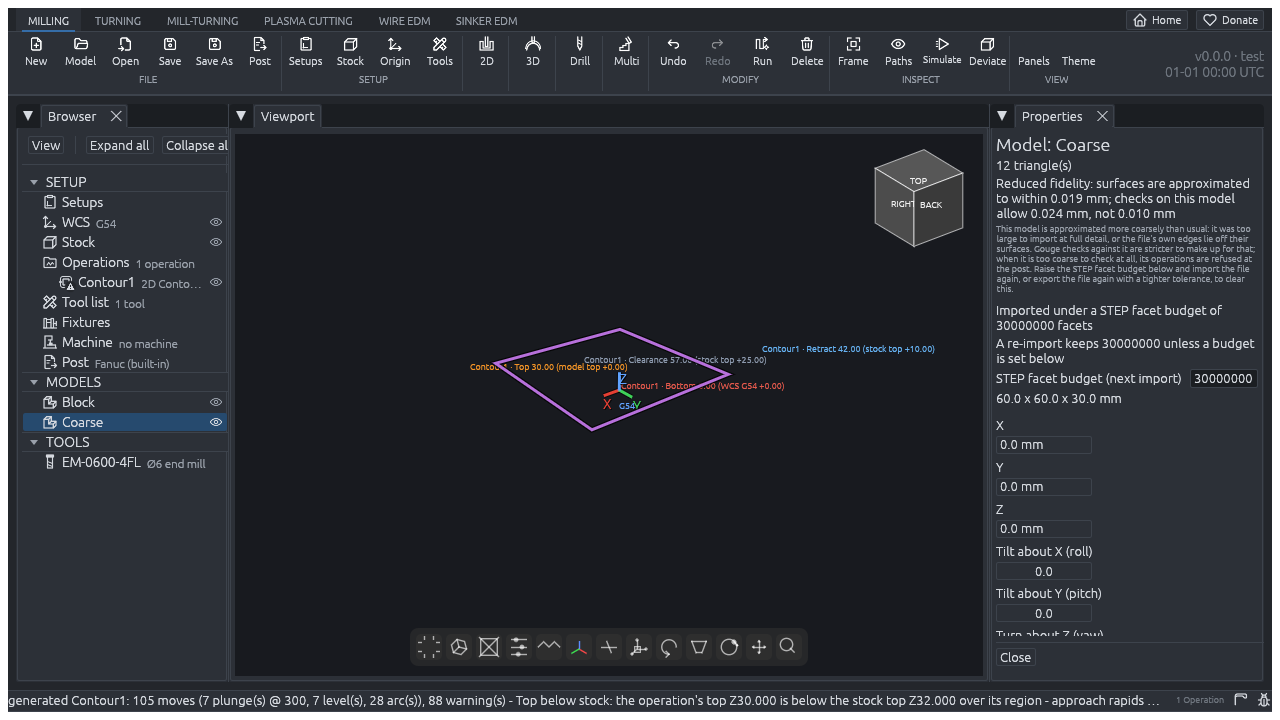 MILLING TURNING MILL-TURNING PLASMA CUTTING WIRE EDM SINKER EDM Home Donate
New Model Open Save Save As Post Setups Stock Origin Tools 2D 3D Drill Multi Undo Redo Run Delete Frame Paths Simulate Deviate Panels Theme
FILE SETUP MODIFY INSPECT VIEW
v0.0.0 · test
01-01 00:00 UTC
Browser
View Expand all Collapse al
SETUP
Setups
WCS G54
Stock
Operations 1 operation
Contour1 2D Conto...
Tool list 1 tool
Fixtures
Machine no machine
Post Fanuc (built-in)
MODELS
Block
Coarse
TOOLS
EM-0600-4FL Ø6 end mill
Viewport
TOP
RIGHT BACK
Contour1 · Retract 42.00 (stock top +10.00)
Contour1 · Clearance 57.00 (stock top +25.00)
Contour1 · Top 30.00 (model top +0.00)
Contour1 · Bottom 0.00 (WCS G54 +0.00)
Z
X G54 Y
Properties
Model: Coarse
12 triangle(s)
Reduced fidelity: surfaces are approximated
to within 0.019 mm; checks on this model
allow 0.024 mm, not 0.010 mm
This model is approximated more coarsely than usual: it was too
large to import at full detail, or the file's own edges lie off their
surfaces. Gouge checks against it are stricter to make up for that;
when it is too coarse to check at all, its operations are refused at
the post. Raise the STEP facet budget below and import the file
again, or export the file again with a tighter tolerance, to clear
this.
Imported under a STEP facet budget of
30000000 facets
A re-import keeps 30000000 unless a budget
is set below
STEP facet budget (next import) 30000000
60.0 x 60.0 x 30.0 mm
X
0.0 mm
Y
0.0 mm
Z
0.0 mm
Tilt about X (roll)
0.0
Tilt about Y (pitch)
0.0
Turn about Z (yaw)
Close
generated Contour1: 105 moves (7 plunge(s) @ 300, 7 level(s), 28 arc(s)), 88 warning(s) - Top below stock: the operation's top Z30.000 is below the stock top Z32.000 over its region - approach rapids ... 1 Operation